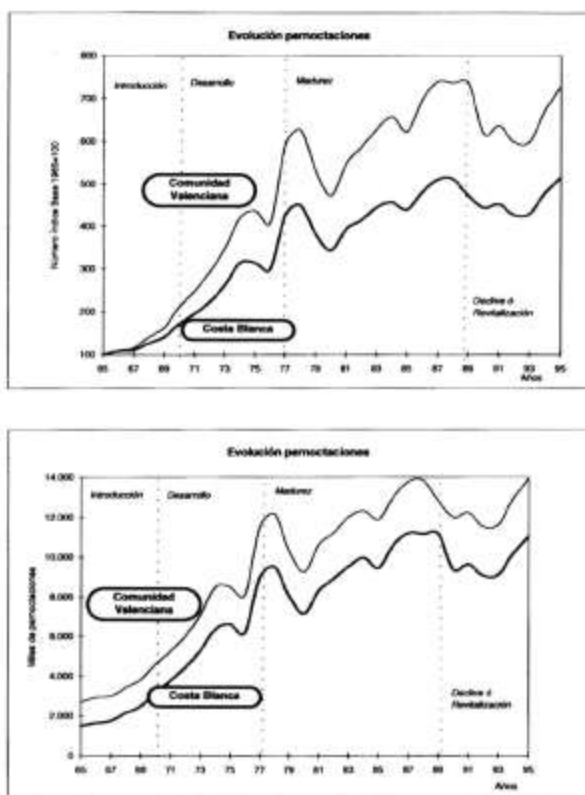 Evolución pernoctaciones
800
700
600
500
400
300
200
100
Número Índice Base 1965=100
Introducción
Desarrollo
Madurez
Declive ó
Revitalización
Comunidad
Valenciana
Costa Blanca
65 67 69 71 73 75 77 79 81 83 85 87 89 91 93 95
Años
Evolución pernoctaciones
14.000
12.000
10.000
8.000
6.000
4.000
2.000
0
Miles de pernoctaciones
Introducción
Desarrollo
Madurez
Declive ó
Revitalización
Comunidad
Valenciana
Costa Blanca
65 67 69 71 73 75 77 79 81 83 85 87 89 91 93 95
Años